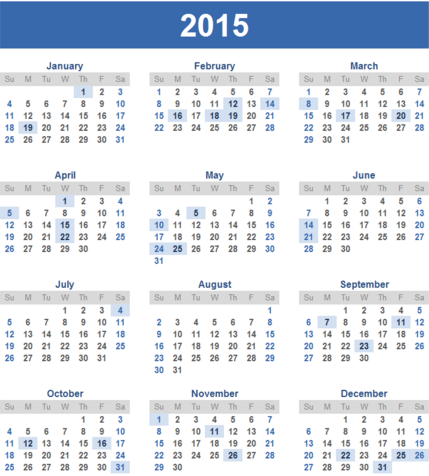 2015
January
Su M Tu W Th F Sa
1 2 3
4 5 6 7 8 9 10
11 12 13 14 15 16 17
18 19 20 21 22 23 24
25 26 27 28 29 30 31
February
Su M Tu W Th F Sa
1 2 3 4 5 6 7
8 9 10 11 12 13 14
15 16 17 18 19 20 21
22 23 24 25 26 27 28
March
Su M Tu W Th F Sa
1 2 3 4 5 6 7
8 9 10 11 12 13 14
15 16 17 18 19 20 21
22 23 24 25 26 27 28
29 30 31
April
Su M Tu W Th F Sa
1 2 3 4
5 6 7 8 9 10 11
12 13 14 15 16 17 18
19 20 21 22 23 24 25
26 27 28 29 30
May
Su M Tu W Th F Sa
1 2
3 4 5 6 7 8 9
10 11 12 13 14 15 16
17 18 19 20 21 22 23
24 25 26 27 28 29 30
31
June
Su M Tu W Th F Sa
1 2 3 4 5 6
7 8 9 10 11 12 13
14 15 16 17 18 19 20
21 22 23 24 25 26 27
28 29 30
July
Su M Tu W Th F Sa
1 2 3 4
5 6 7 8 9 10 11
12 13 14 15 16 17 18
19 20 21 22 23 24 25
26 27 28 29 30 31
August
Su M Tu W Th F Sa
1
2 3 4 5 6 7 8
9 10 11 12 13 14 15
16 17 18 19 20 21 22
23 24 25 26 27 28 29
30 31
September
Su M Tu W Th F Sa
1 2 3 4 5
6 7 8 9 10 11 12
13 14 15 16 17 18 19
20 21 22 23 24 25 26
27 28 29 30
October
Su M Tu W Th F Sa
1 2 3
4 5 6 7 8 9 10
11 12 13 14 15 16 17
18 19 20 21 22 23 24
25 26 27 28 29 30 31
November
Su M Tu W Th F Sa
1 2 3 4 5 6 7
8 9 10 11 12 13 14
15 16 17 18 19 20 21
22 23 24 25 26 27 28
29 30
December
Su M Tu W Th F Sa
1 2 3 4 5
6 7 8 9 10 11 12
13 14 15 16 17 18 19
20 21 22 23 24 25 26
27 28 29 30 31